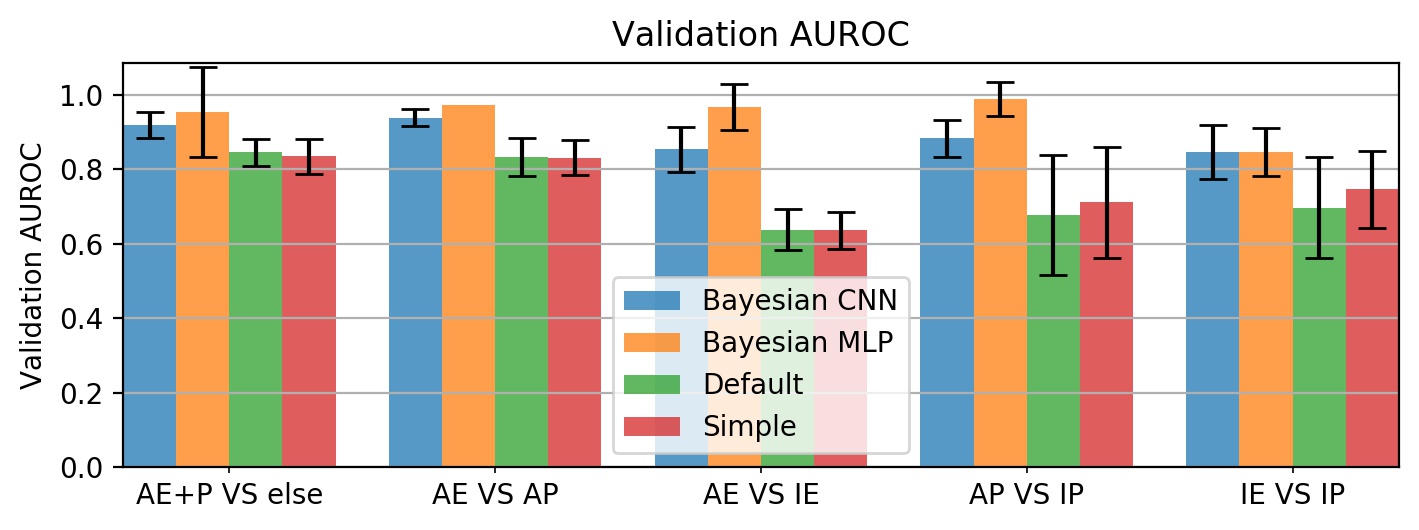 Validation AUROC
Validation AUROC
1.0
0.8
0.6
0.4
0.2
0.0
Bayesian CNN
Bayesian MLP
Default
Simple
AE+P VS else
AE VS AP
AE VS IE
AP VS IP
IE VS IP